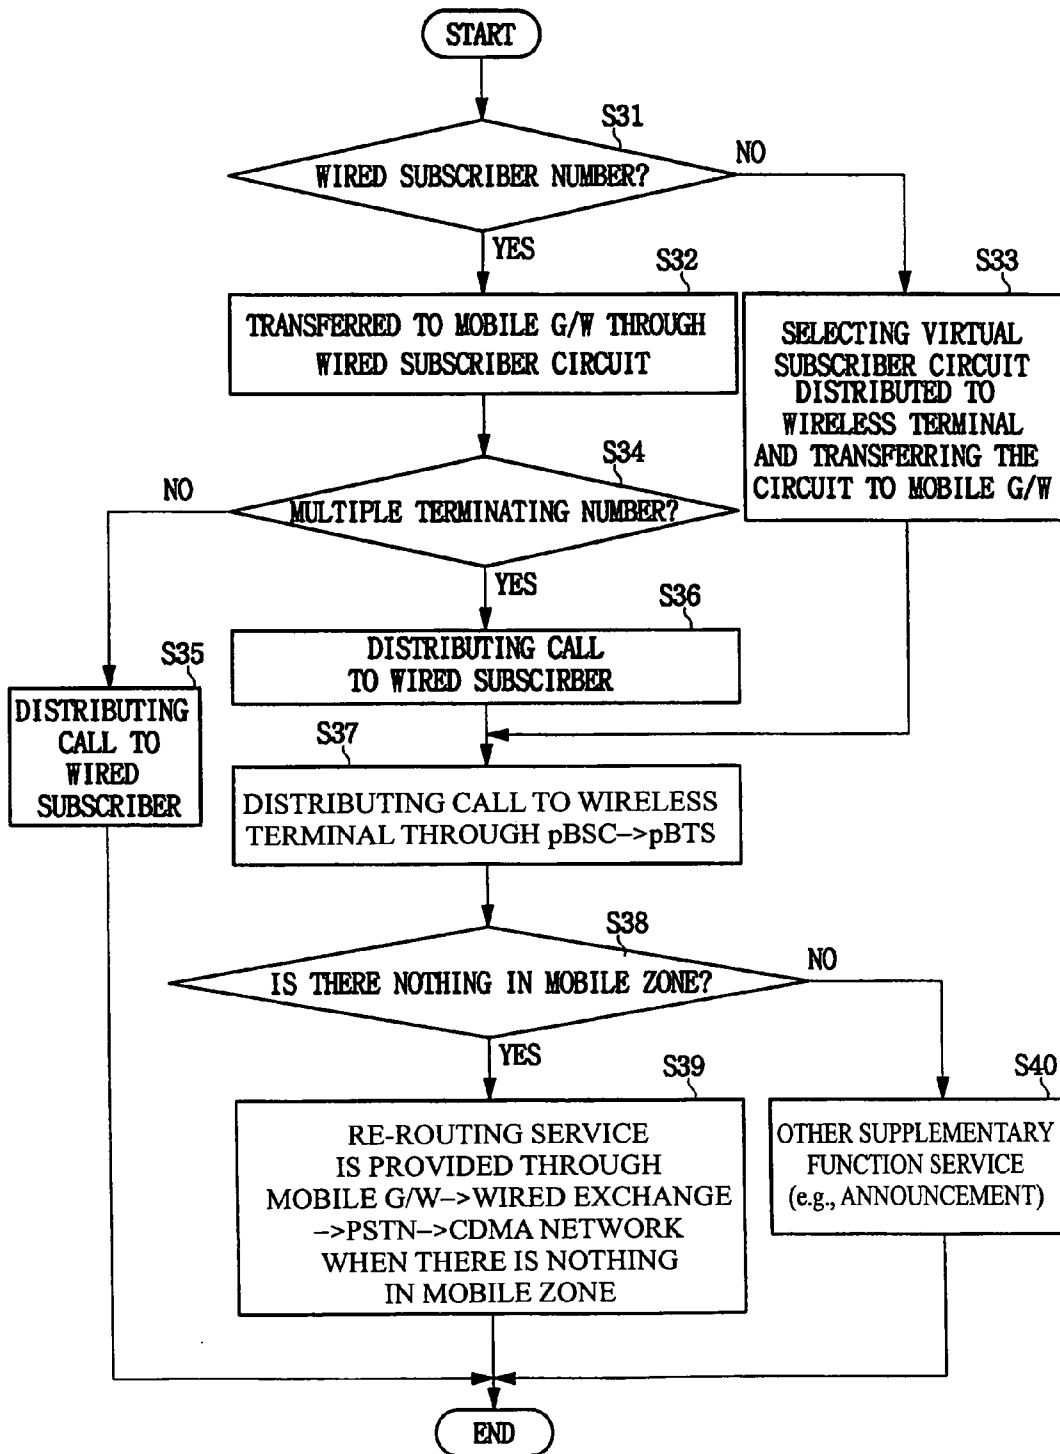 START
S31
WIRED SUBSCRIBER NUMBER?
NO
YES
S32
TRANSFERRED TO MOBILE G/W THROUGH
WIRED SUBSCRIBER CIRCUIT
S33
SELECTING VIRTUAL
SUBSCRIBER CIRCUIT
DISTRIBUTED TO
WIRELESS TERMINAL
AND TRANSFERRING THE
CIRCUIT TO MOBILE G/W
S34
MULTIPLE TERMINATING NUMBER?
NO
YES
S35
DISTRIBUTING
CALL TO
WIRED
SUBSCRIBER
S36
DISTRIBUTING CALL
TO WIRED SUBSCIRBER
S37
DISTRIBUTING CALL TO WIRELESS
TERMINAL THROUGH pBSC–>pBTS
S38
IS THERE NOTHING IN MOBILE ZONE?
NO
YES
S39
RE-ROUTING SERVICE
IS PROVIDED THROUGH
MOBILE G/W–>WIRED EXCHANGE
–>PSTN–>CDMA NETWORK
WHEN THERE IS NOTHING
IN MOBILE ZONE
S40
OTHER SUPPLEMENTARY
FUNCTION SERVICE
(e.g., ANNOUNCEMENT)
END